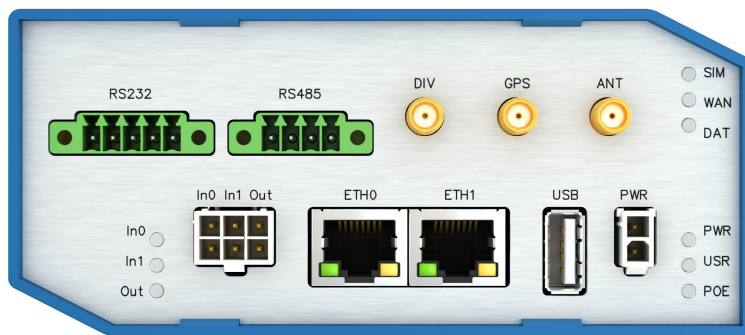 RS232
RS485
DIV
GPS
ANT
SIM
WAN
DAT
In0 In1 Out
ETH0
ETH1
USB
PWR
In0
In1
Out
PWR
USR
POE